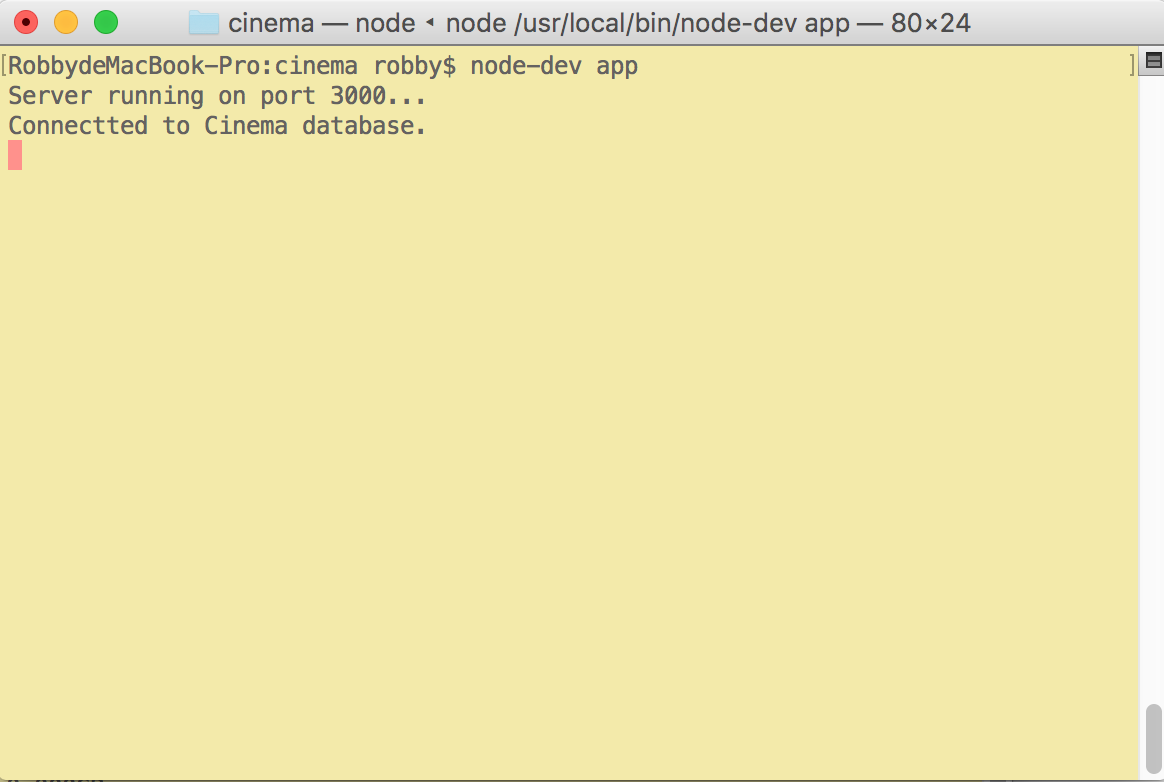 cinema — node ◂ node /usr/local/bin/node-dev app — 80×24
[RobbydeMacBook-Pro:cinema robby$ node-dev app ]
Server running on port 3000...
Connectted to Cinema database.